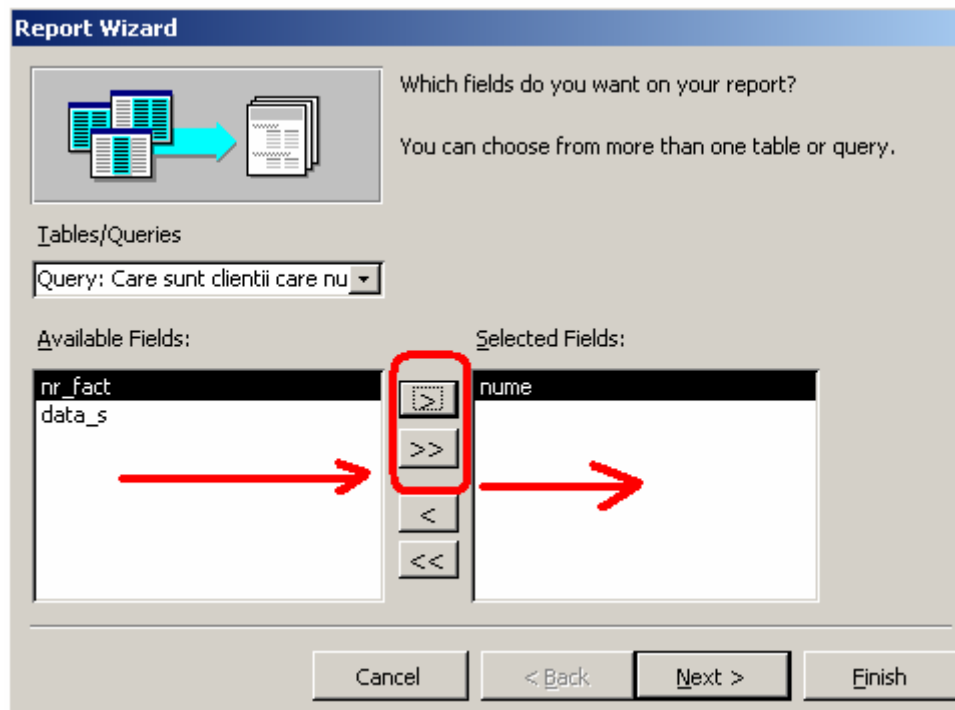 Report Wizard
Which fields do you want on your report?
You can choose from more than one table or query.
Tables/Queries
Query: Care sunt clientii care nu
Available Fields:
Selected Fields:
nr_fact
data_s
>
>>
<
<<
nume
Cancel
< Back
Next >
Finish